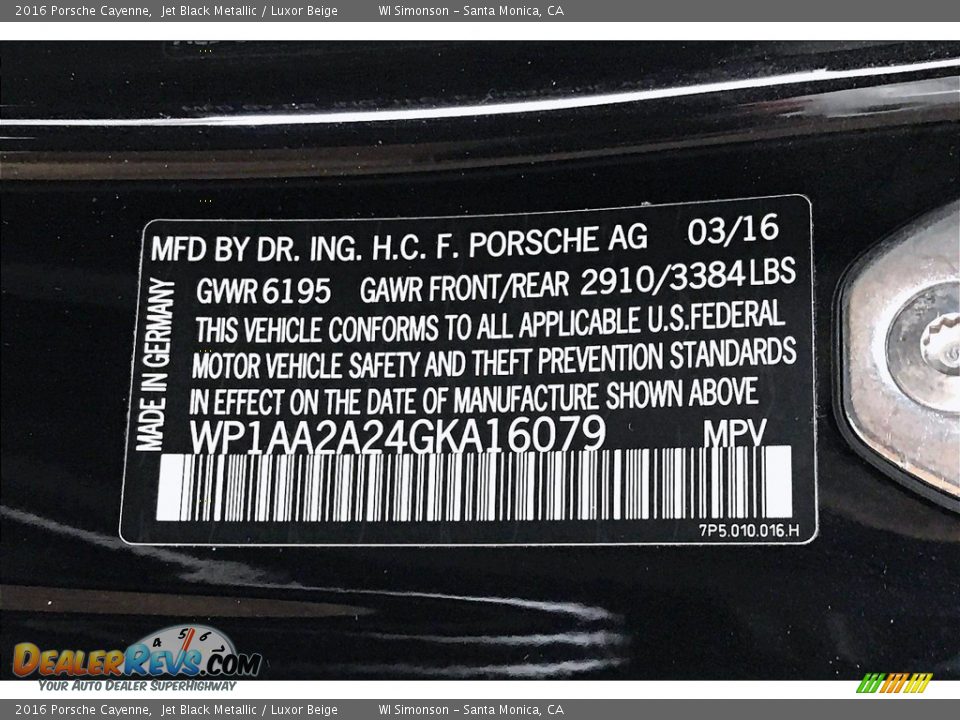 2016 Porsche Cayenne, Jet Black Metallic / Luxor Beige WI Simonson - Santa Monica, CA
MFD BY DR. ING. H.C. F. PORSCHE AG 03/16
GVWR 6195 GAWR FRONT/REAR 2910/3384 LBS
THIS VEHICLE CONFORMS TO ALL APPLICABLE U.S.FEDERAL
MOTOR VEHICLE SAFETY AND THEFT PREVENTION STANDARDS
IN EFFECT ON THE DATE OF MANUFACTURE SHOWN ABOVE
MADE IN GERMANY
WP1AA2A24GKA16079 MPV
7P5.010.016.H
4 5 6
DEALERREVS.COM
YOUR AUTO DEALER SUPERHIGHWAY
2016 Porsche Cayenne, Jet Black Metallic / Luxor Beige WI Simonson - Santa Monica, CA